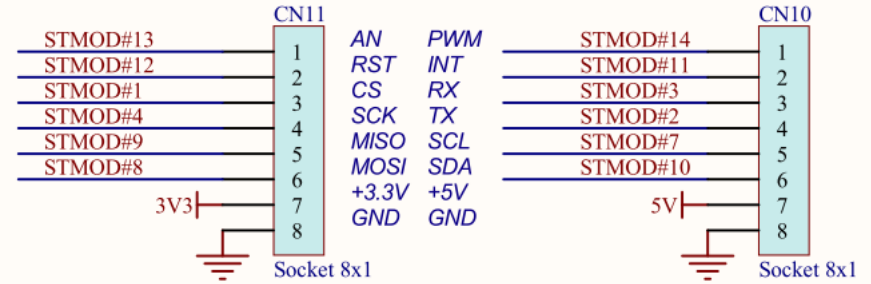 CN11 CN10
STMOD#13 1 AN PWM STMOD#14 1
STMOD#12 2 RST INT STMOD#11 2
STMOD#1 3 CS RX STMOD#3 3
STMOD#4 4 SCK TX STMOD#2 4
STMOD#9 5 MISO SCL STMOD#7 5
STMOD#8 6 MOSI SDA STMOD#10 6
3V3 7 +3.3V +5V 5V 7
8 GND GND 8
Socket 8x1 Socket 8x1